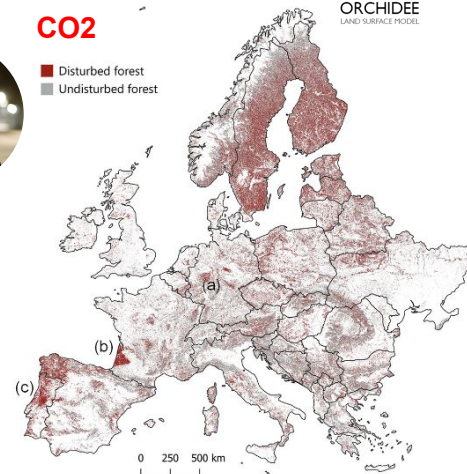 ORCHIDEE
LAND SURFACE MODEL
CO2
Disturbed forest
Undisturbed forest
(a)
(b)
(c)
0 250 500 km